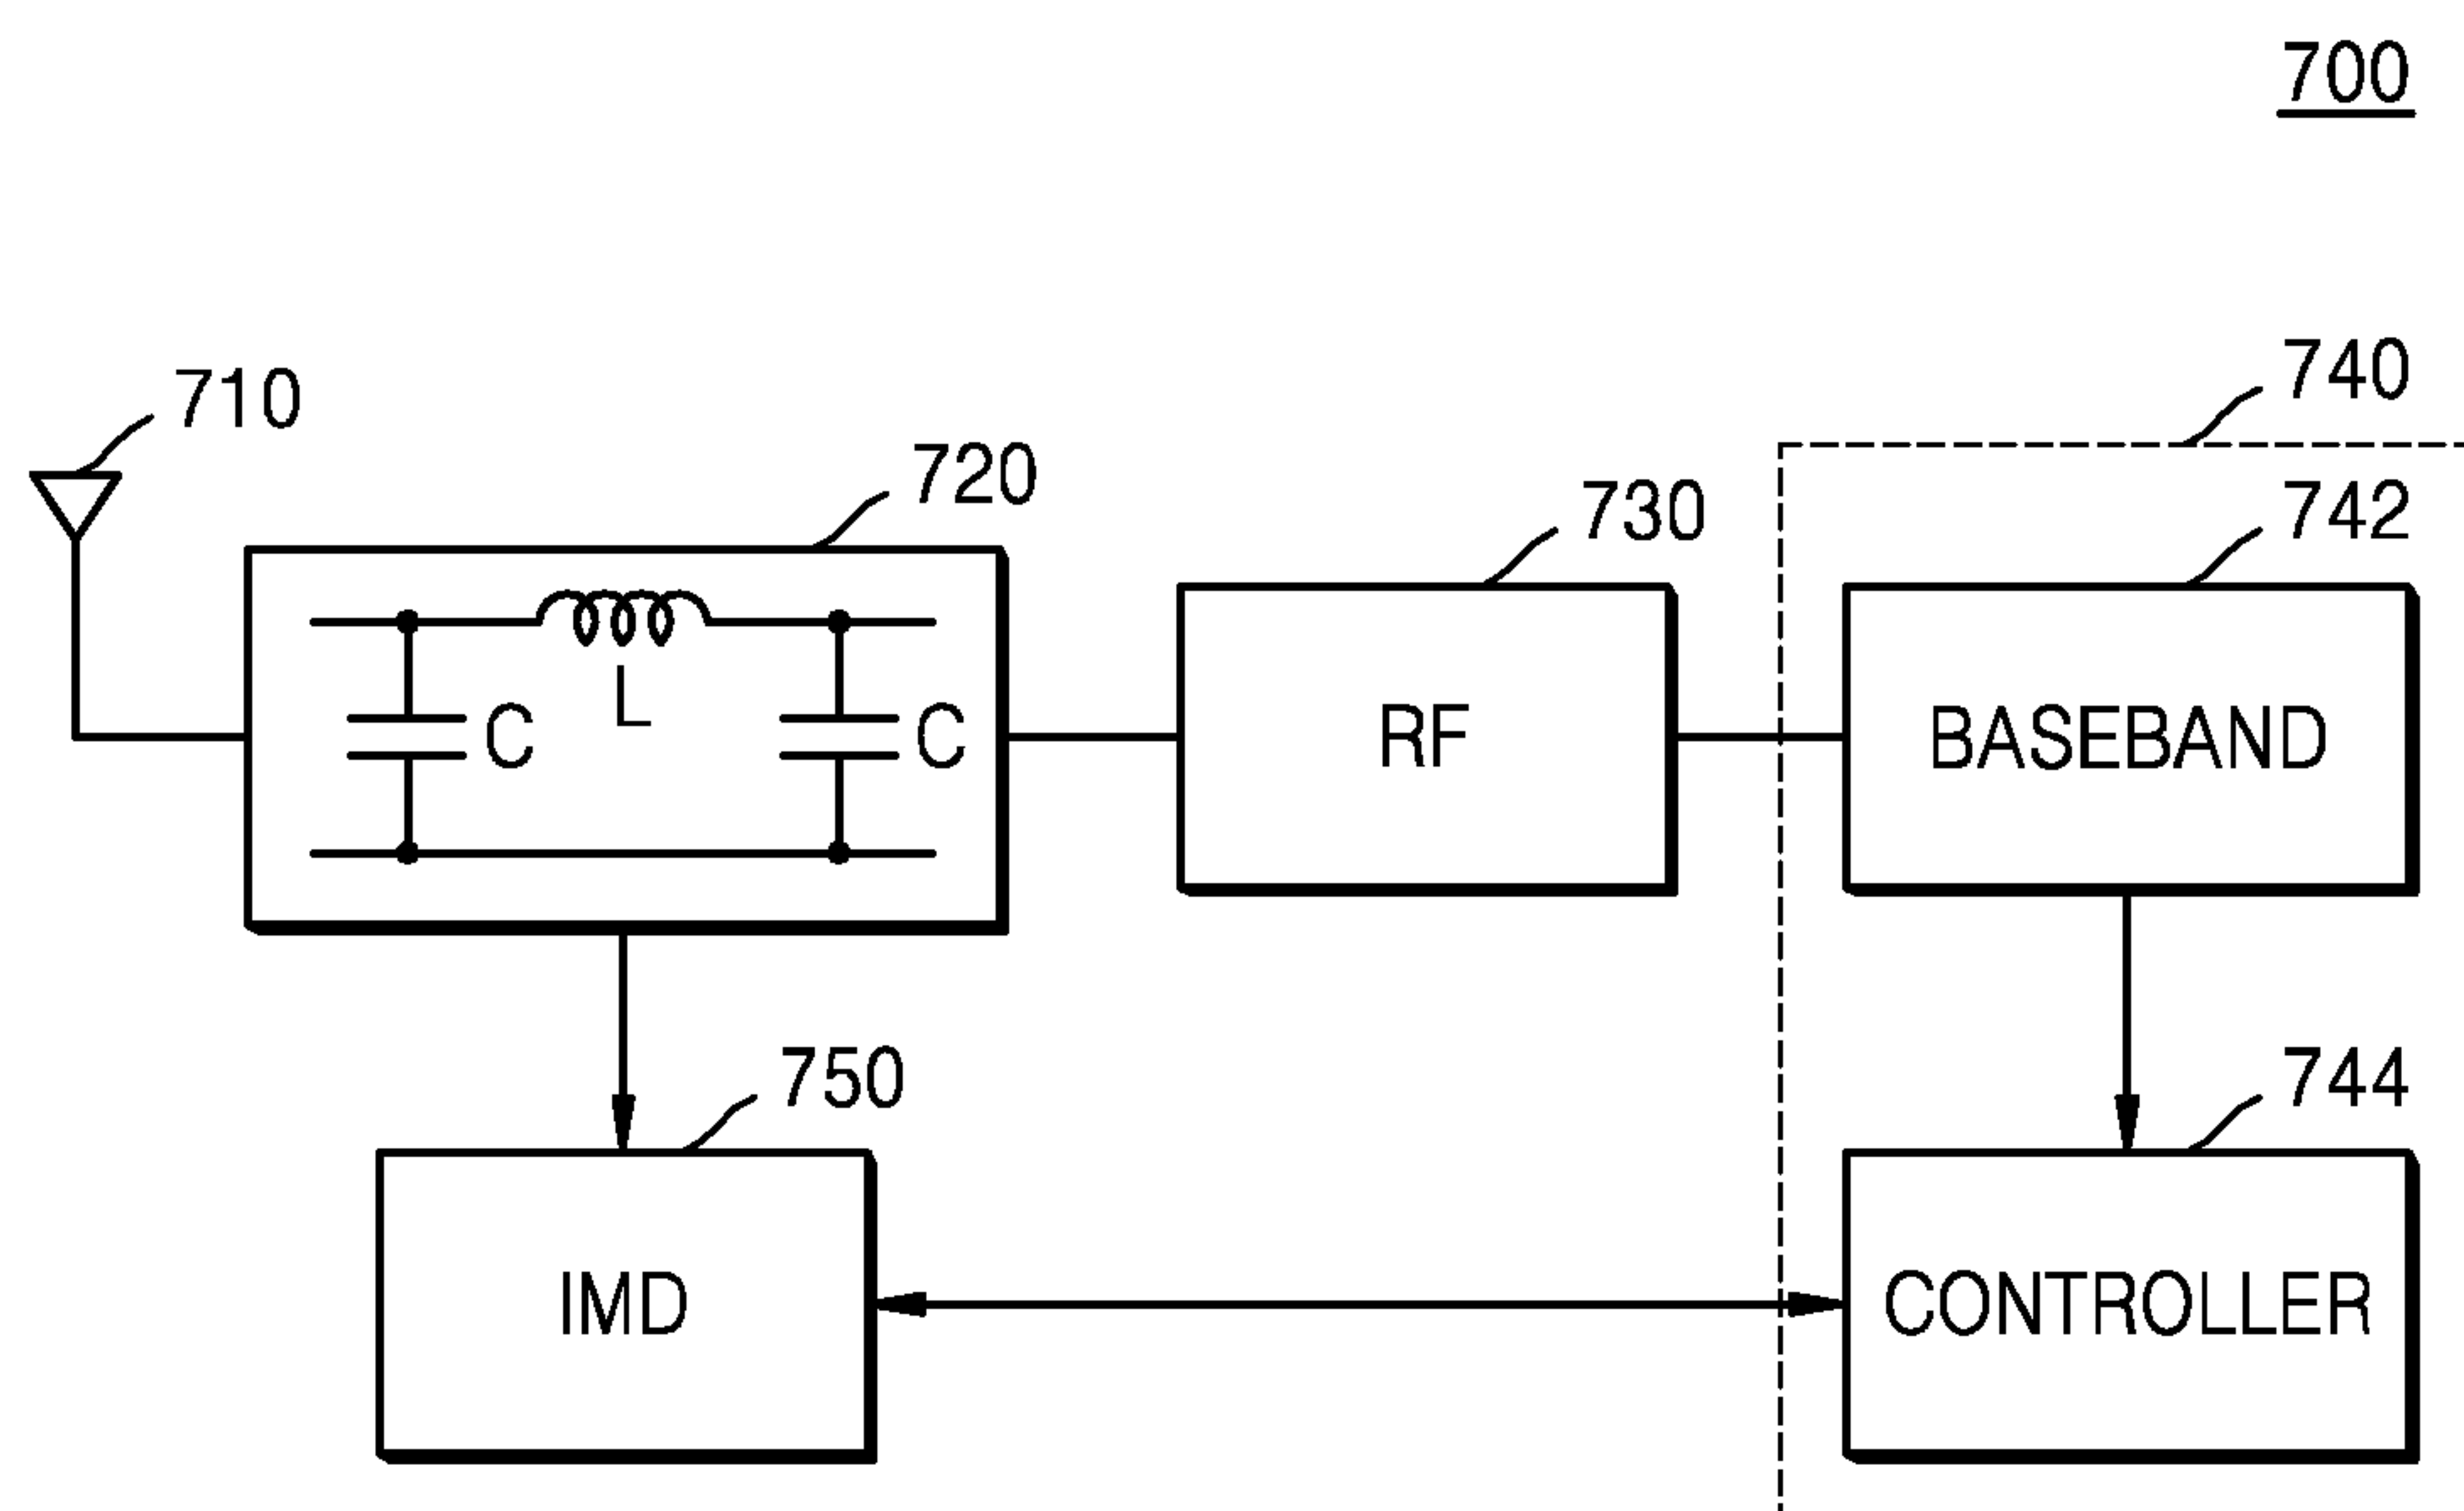 700
740
710
720
730
742
L
C
C
RF
BASEBAND
750
744
IMD
CONTROLLER